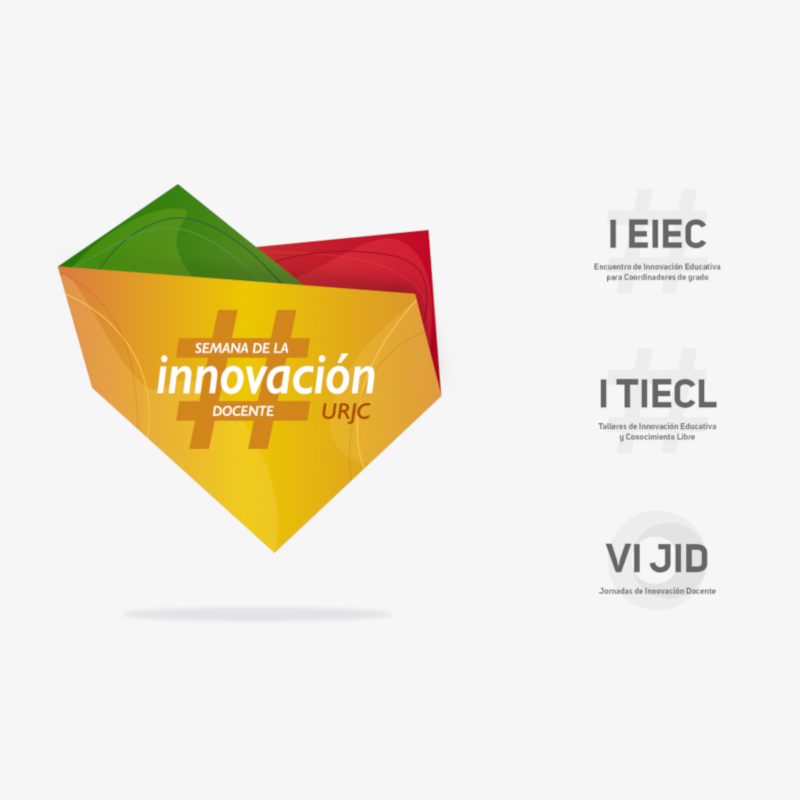 #
SEMANA DE LA
innovación
DOCENTE URJC
I EIEC
Encuentro de Innovación Educativa
para Coordinadores de grado
I TIECL
Talleres de Innovación Educativa
y Conocimiento Libre
VI JID
Jornadas de Innovación Docente